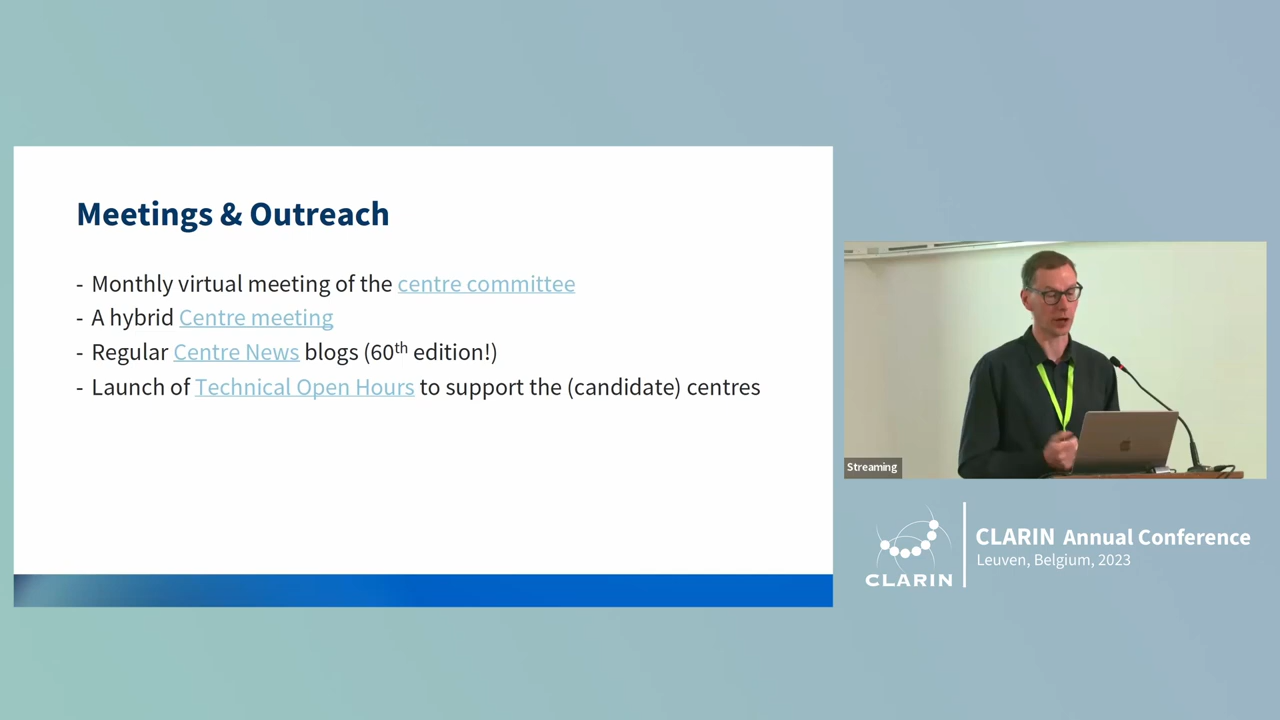 Meetings & Outreach
- Monthly virtual meeting of the centre committee
- A hybrid Centre meeting
- Regular Centre News blogs (60th edition!)
- Launch of Technical Open Hours to support the (candidate) centres
Streaming
CLARIN
CLARIN Annual Conference
Leuven, Belgium, 2023